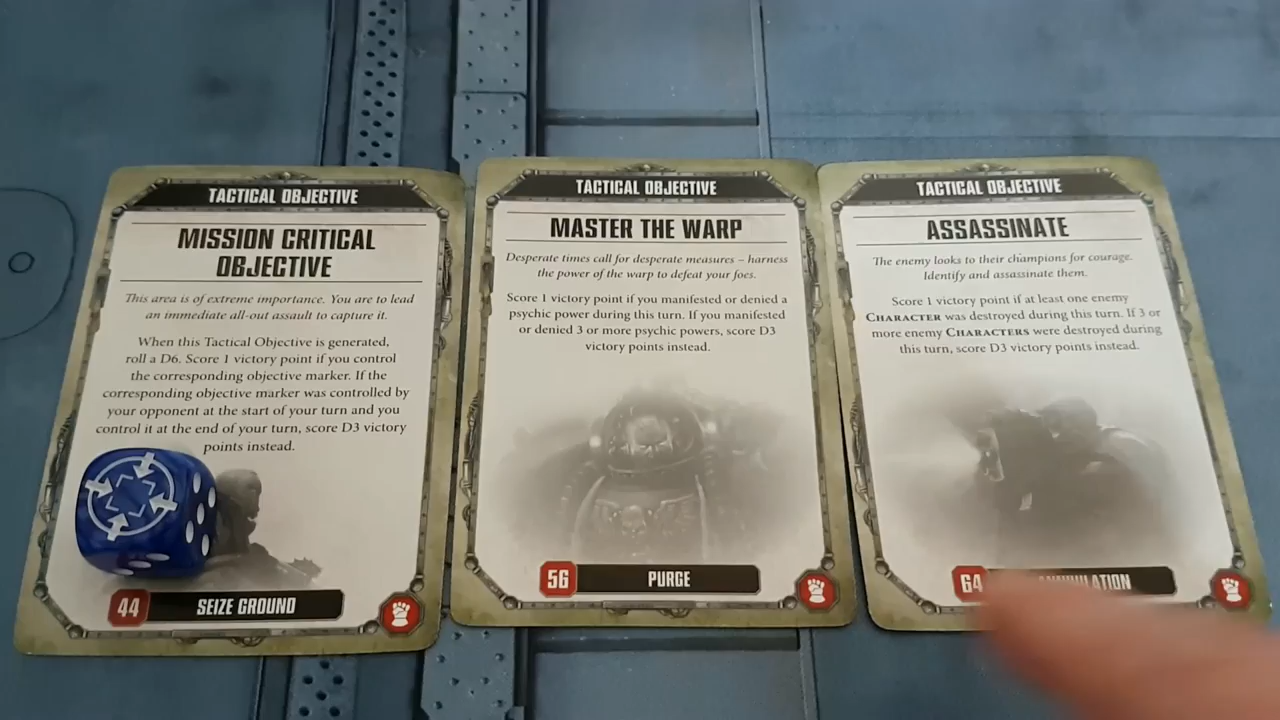 TACTICAL OBJECTIVE
MISSION CRITICAL
OBJECTIVE
This area is of extreme importance. You are to lead
an immediate all-out assault to capture it.
When this Tactical Objective is generated,
roll a D6. Score 1 victory point if you control
the corresponding objective marker. If the
corresponding objective marker was controlled by
your opponent at the start of your turn and you
control it at the end of your turn, score D3 victory
points instead.
44 SEIZE GROUND
TACTICAL OBJECTIVE
MASTER THE WARP
Desperate times call for desperate measures – harness
the power of the warp to defeat your foes.
Score 1 victory point if you manifested or denied a
psychic power during this turn. If you manifested
or denied 3 or more psychic powers, score D3
victory points instead.
56 PURGE
TACTICAL OBJECTIVE
ASSASSINATE
The enemy looks to their champions for courage.
Identify and assassinate them.
Score 1 victory point if at least one enemy
CHARACTER was destroyed during this turn. If 3 or
more enemy CHARACTERS were destroyed during
this turn, score D3 victory points instead.
64